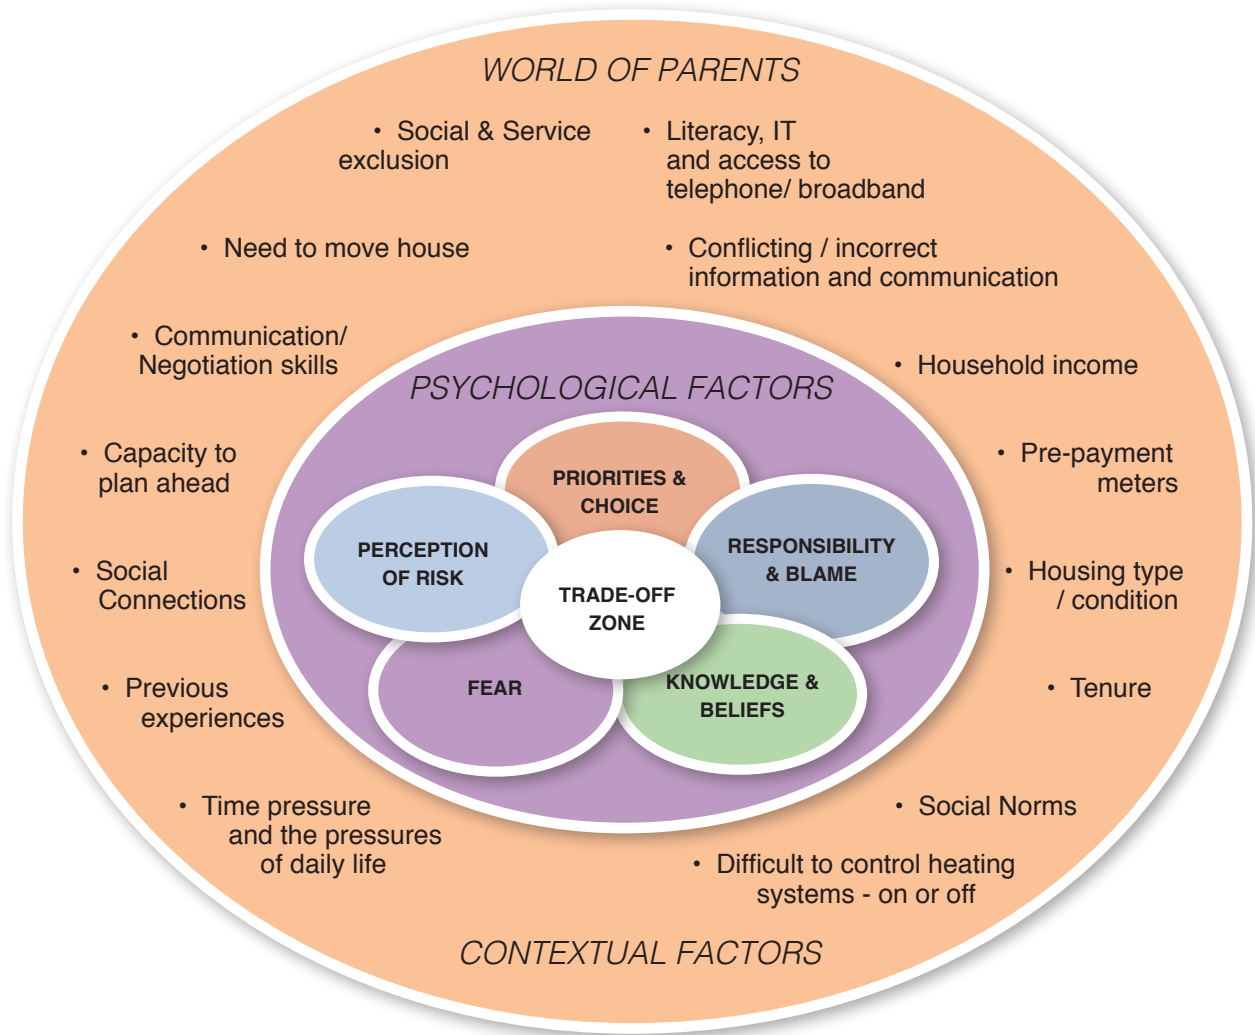 WORLD OF PARENTS
• Social & Service
exclusion
• Literacy, IT
and access to
telephone/ broadband
• Need to move house
• Conflicting / incorrect
information and communication
• Communication/
Negotiation skills
• Household income
PSYCHOLOGICAL FACTORS
• Capacity to
plan ahead
• Pre-payment
meters
PRIORITIES &
CHOICE
PERCEPTION
OF RISK
RESPONSIBILITY
& BLAME
TRADE-OFF
ZONE
• Social
Connections
• Housing type
/ condition
FEAR
KNOWLEDGE &
BELIEFS
• Previous
experiences
• Tenure
• Time pressure
and the pressures
of daily life
• Social Norms
• Difficult to control heating
systems - on or off
CONTEXTUAL FACTORS